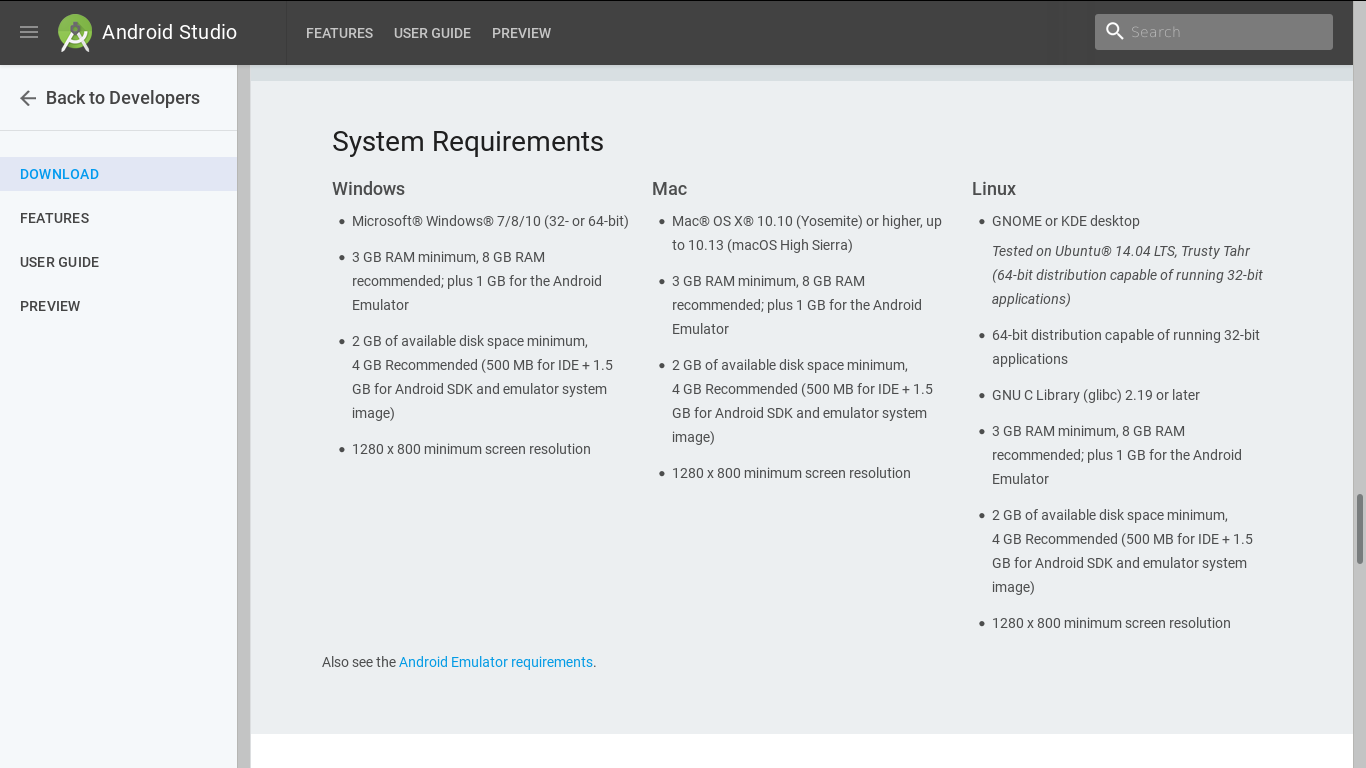 Android Studio
FEATURES
USER GUIDE
PREVIEW
Search
Back to Developers
DOWNLOAD
FEATURES
USER GUIDE
PREVIEW
System Requirements
Windows
Microsoft® Windows® 7/8/10 (32- or 64-bit)
3 GB RAM minimum, 8 GB RAM
recommended; plus 1 GB for the Android
Emulator
2 GB of available disk space minimum,
4 GB Recommended (500 MB for IDE + 1.5
GB for Android SDK and emulator system
image)
1280 x 800 minimum screen resolution
Mac
Mac® OS X® 10.10 (Yosemite) or higher, up
to 10.13 (macOS High Sierra)
3 GB RAM minimum, 8 GB RAM
recommended; plus 1 GB for the Android
Emulator
2 GB of available disk space minimum,
4 GB Recommended (500 MB for IDE + 1.5
GB for Android SDK and emulator system
image)
1280 x 800 minimum screen resolution
Linux
GNOME or KDE desktop
Tested on Ubuntu® 14.04 LTS, Trusty Tahr
(64-bit distribution capable of running 32-bit
applications)
64-bit distribution capable of running 32-bit
applications
GNU C Library (glibc) 2.19 or later
3 GB RAM minimum, 8 GB RAM
recommended; plus 1 GB for the Android
Emulator
2 GB of available disk space minimum,
4 GB Recommended (500 MB for IDE + 1.5
GB for Android SDK and emulator system
image)
1280 x 800 minimum screen resolution
Also see the Android Emulator requirements.